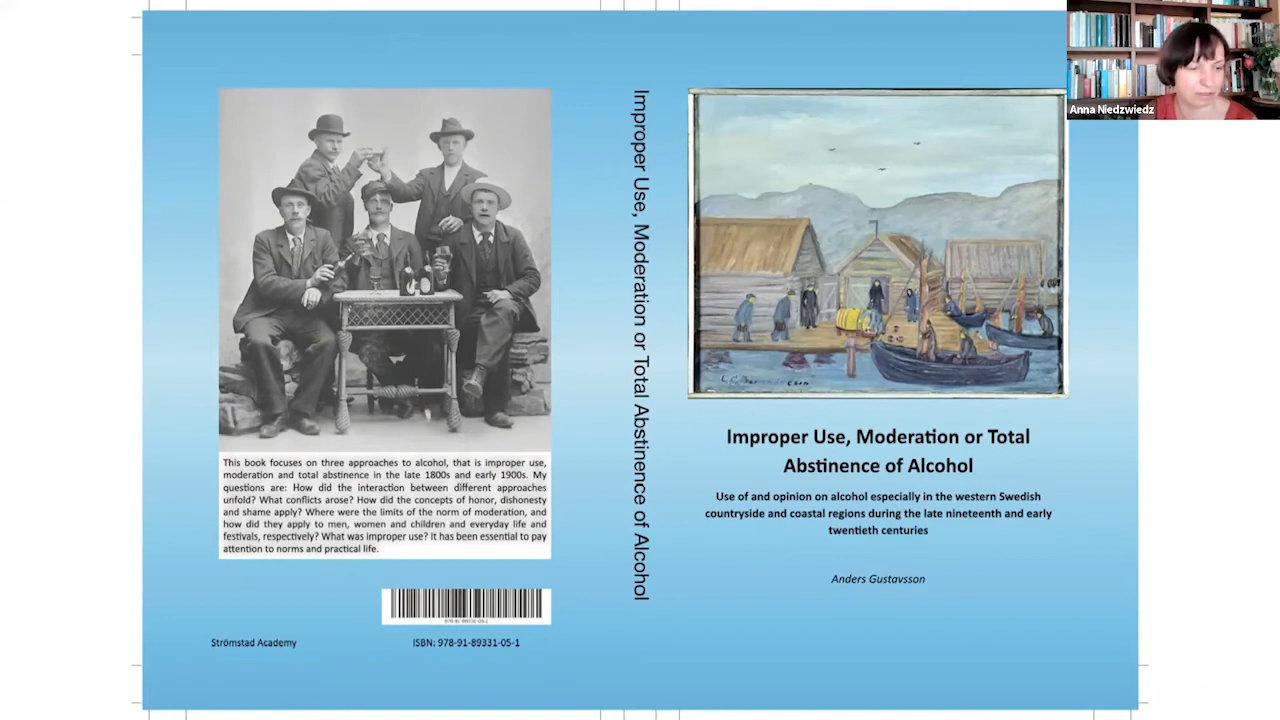 Anna Niedzwiedz
This book focuses on three approaches to alcohol, that is improper use,
moderation and total abstinence in the late 1800s and early 1900s. My
questions are: How did the interaction between different approaches
unfold? What conflicts arose? How did the concepts of honor, dishonesty
and shame apply? Where were the limits of the norm of moderation, and
how did they apply to men, women and children and everyday life and
festivals, respectively? What was improper use? It has been essential to pay
attention to norms and practical life.
978-91-89331-05-1
Strömstad Academy
ISBN: 978-91-89331-05-1
Improper Use, Moderation or Total Abstinence of Alcohol
Improper Use, Moderation or Total
Abstinence of Alcohol
Use of and opinion on alcohol especially in the western Swedish
countryside and coastal regions during the late nineteenth and early
twentieth centuries
Anders Gustavsson